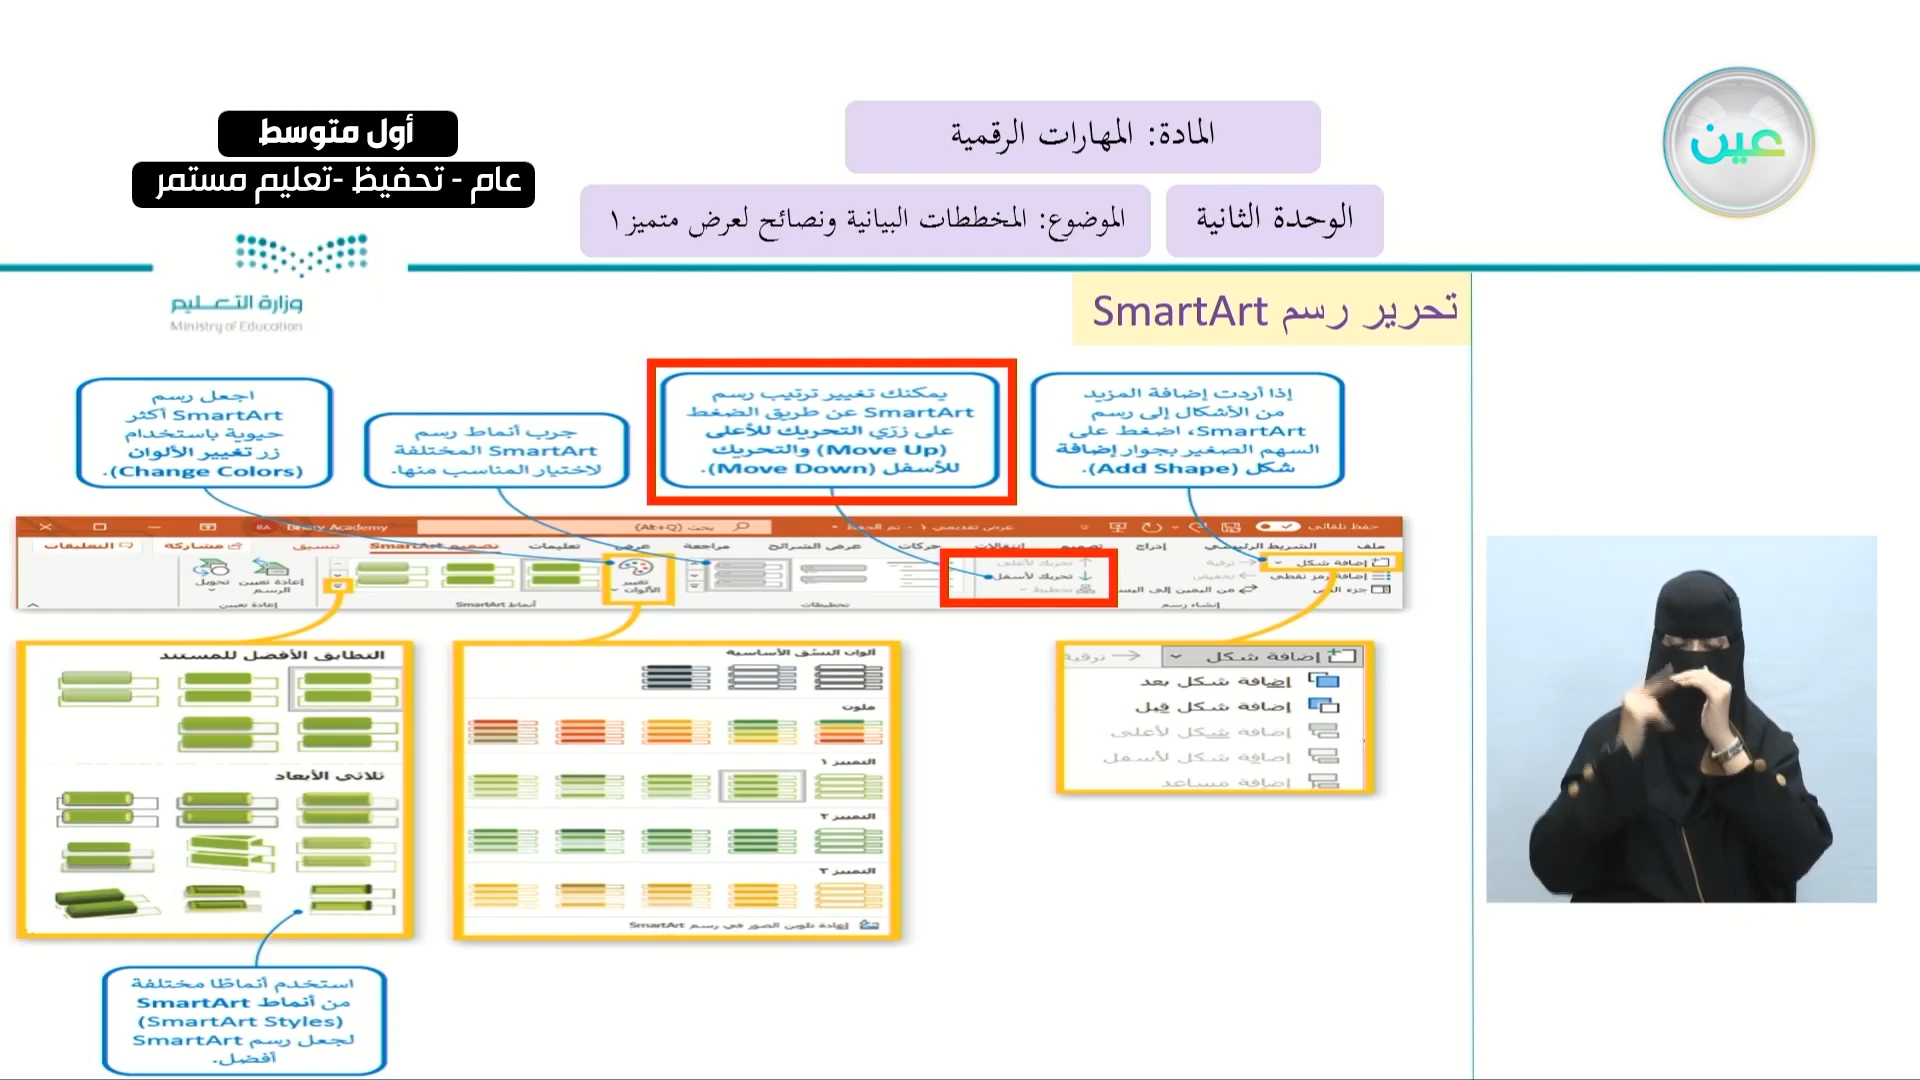 أول متوسط
عام - تحفيظ -تعليم مستمر
المادة: المهارات الرقمية
الوحدة الثانية
الموضوع: المخططات البيانية ونصائح لعرض متميز ١
عين
وزارة التعـليم
Ministry of Education
تحرير رسم SmartArt
إذا أردت إضافة المزيد
من الأشكال إلى رسم
SmartArt، اضغط على
السهم الصغير بجوار إضافة
شكل (Add Shape).
يمكنك تغيير ترتيب رسم
SmartArt عن طريق الضغط
على زرّي التحريك للأعلى
(Move Up) والتحريك
للأسفل (Move Down).
جرب أنماط رسم
SmartArt المختلفة
لاختيار المناسب منها.
اجعل رسم
SmartArt أكثر
حيوية باستخدام
زر تغيير الألوان
(Change Colors).
حفظ تلقائي
عرض تقديمي ١ - تم الحفظ
بحث (Alt+Q)
Binary Academy
BA
ملف الشريط الرئيسي إدراج تصميم انتقالات حركات عرض الشرائح مراجعة عرض تعليمات تصميم SmartArt تنسيق
مشاركة
التعليقات
إضافة شكل
ترقية
تحريك لأعلى
إضافة رمز نقطي
تخفيض
تحريك لأسفل
جزء النص
من اليمين إلى اليسار
تخطيط
إنشاء رسم
تخطيطات
تغيير
الألوان
أنماط SmartArt
إعادة تعيين
الرسم
تحويل
إعادة تعيين
إضافة شكل
ترقية
إضافة شكل بعد
إضافة شكل قبل
إضافة شكل لأعلى
إضافة شكل لأسفل
إضافة مساعد
ألوان النسُق الأساسية
ملون
التمييز ١
التمييز ٢
التمييز ٣
إعادة تلوين الصور في رسم SmartArt
التطابق الأفضل للمستند
ثلاثي الأبعاد
استخدم أنماطًا مختلفة
من أنماط SmartArt
(SmartArt Styles)
لجعل رسم SmartArt
أفضل.